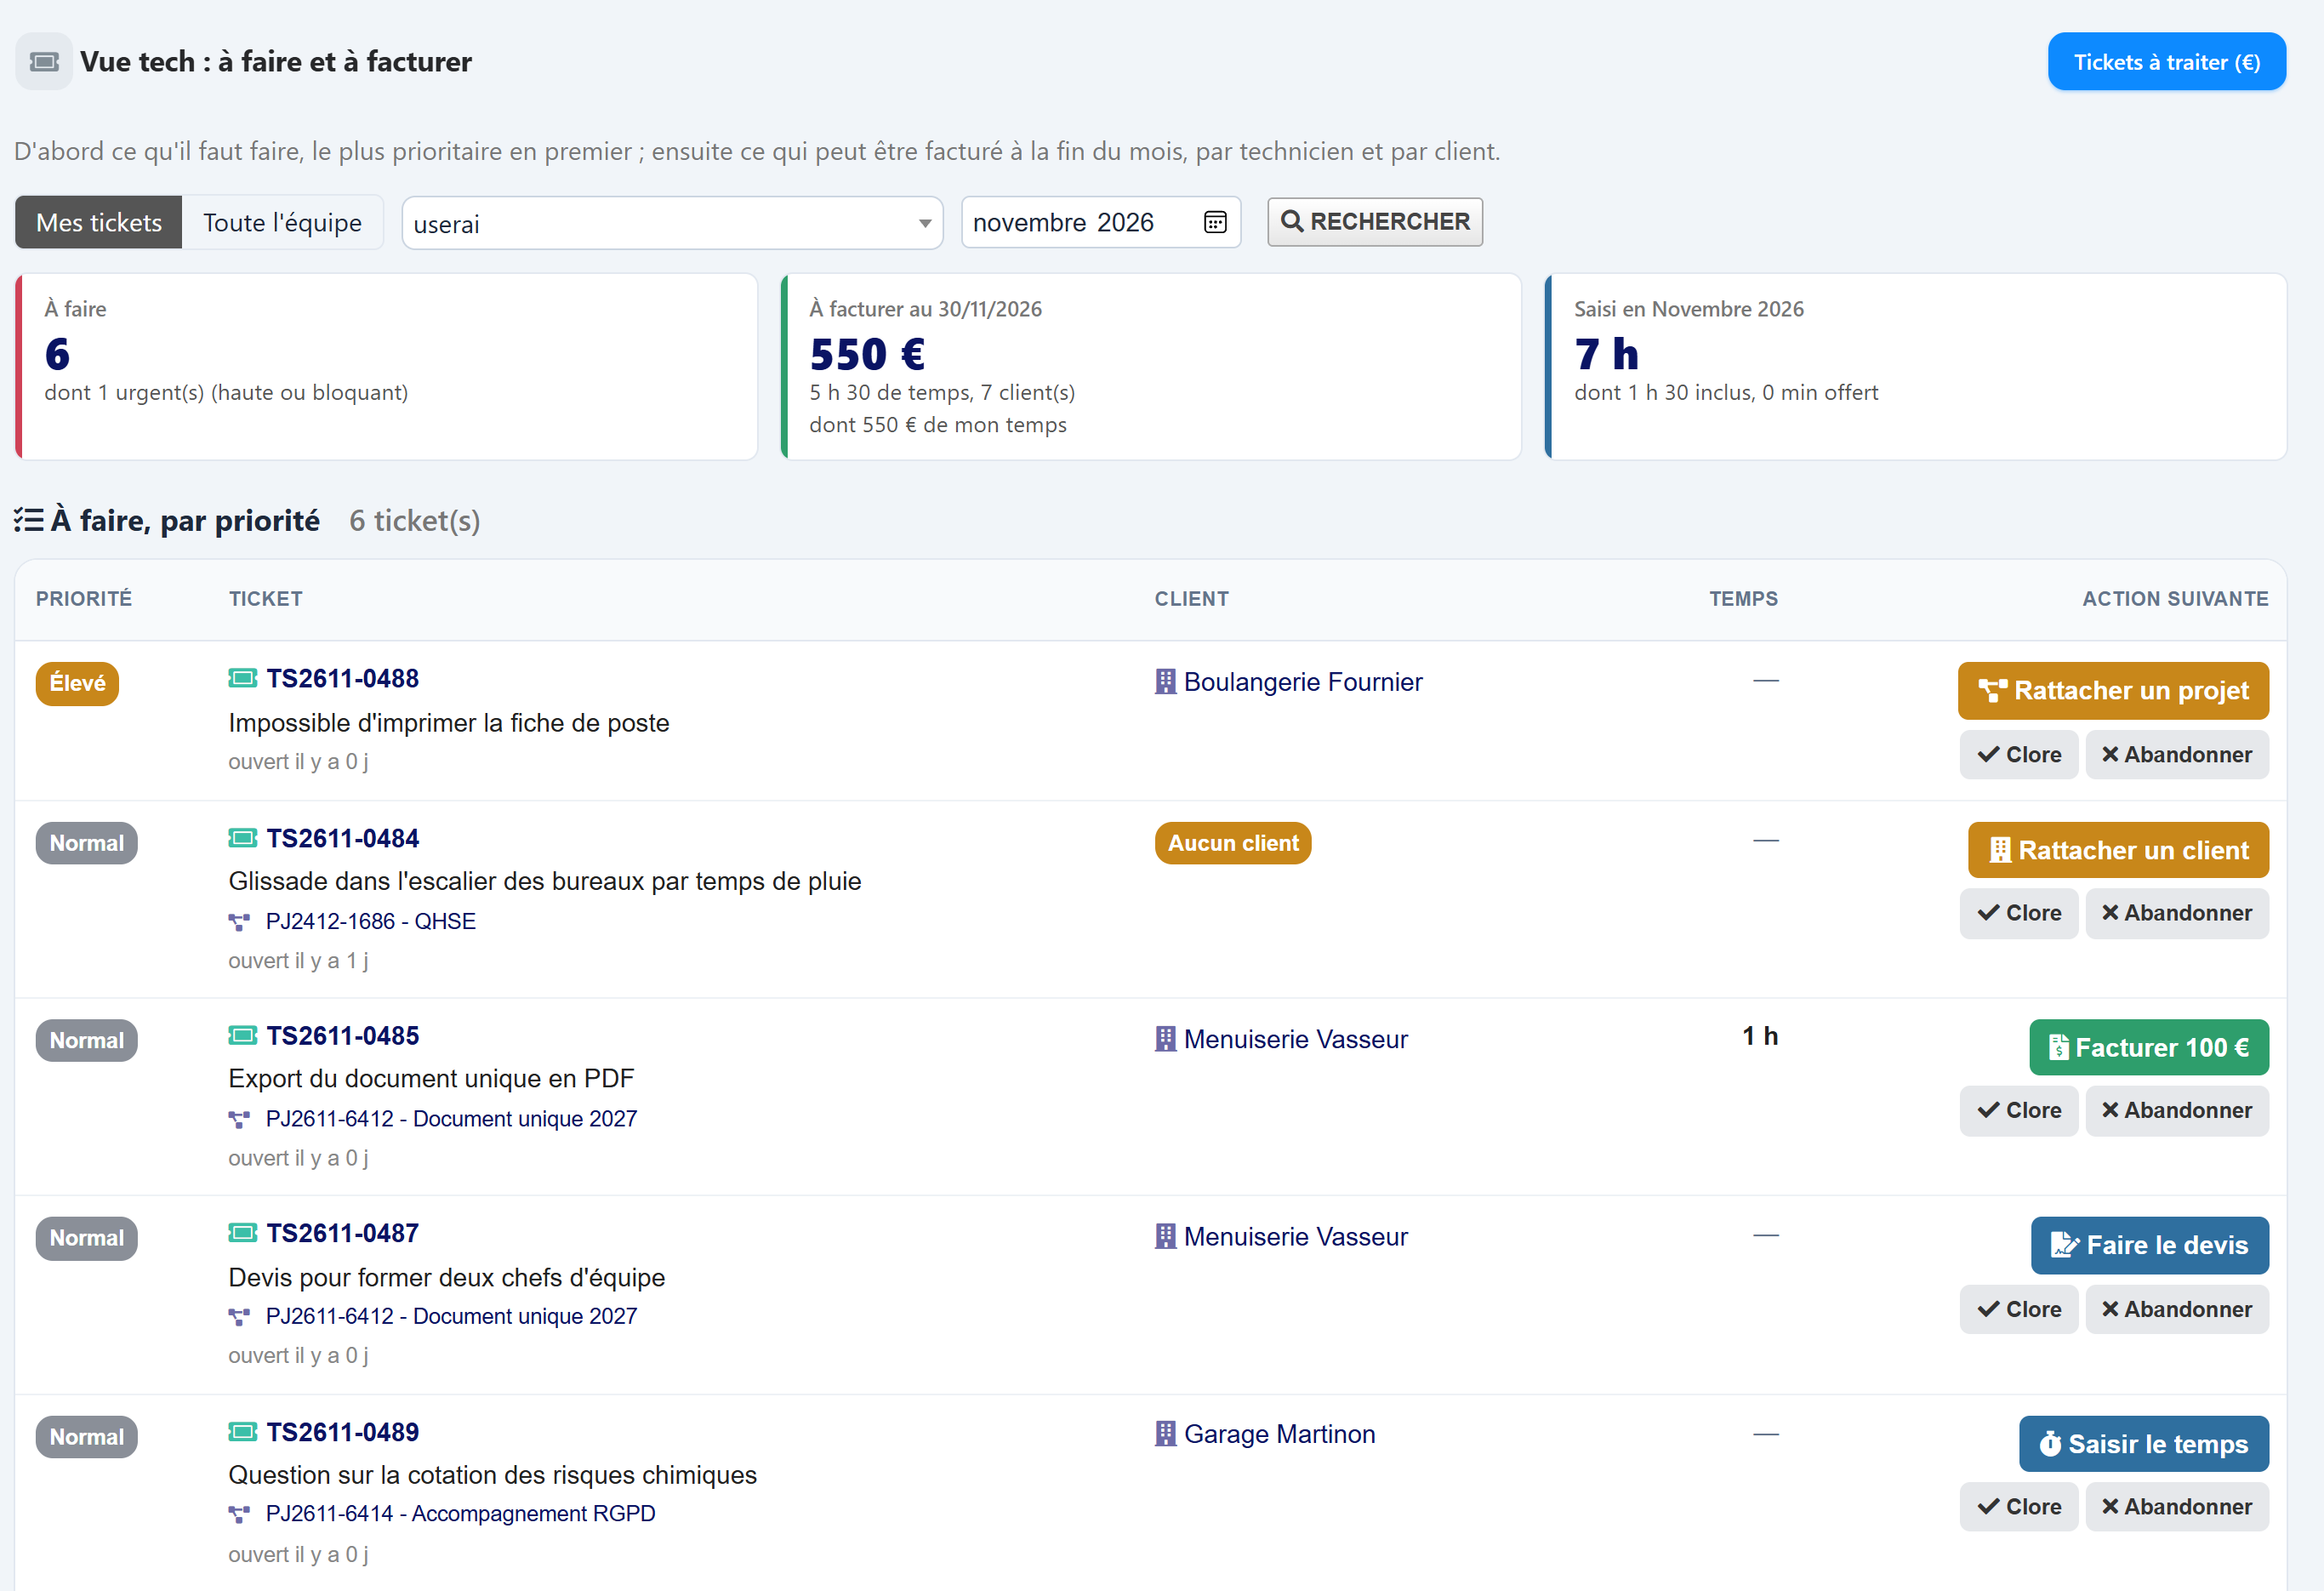 Vue tech : à faire et à facturer
Tickets à traiter (€)
D'abord ce qu'il faut faire, le plus prioritaire en premier ; ensuite ce qui peut être facturé à la fin du mois, par technicien et par client.
Mes tickets
Toute l'équipe
userai
novembre 2026
RECHERCHER
À faire
6
dont 1 urgent(s) (haute ou bloquant)
À facturer au 30/11/2026
550 €
5 h 30 de temps, 7 client(s)
dont 550 € de mon temps
Saisi en Novembre 2026
7 h
dont 1 h 30 inclus, 0 min offert
À faire, par priorité 6 ticket(s)
PRIORITÉ TICKET CLIENT TEMPS ACTION SUIVANTE
Élevé
TS2611-0488
Impossible d'imprimer la fiche de poste
ouvert il y a 0 j
Boulangerie Fournier
—
Rattacher un projet
Clore Abandonner
Normal
TS2611-0484
Glissade dans l'escalier des bureaux par temps de pluie
PJ2412-1686 - QHSE
ouvert il y a 1 j
Aucun client
—
Rattacher un client
Clore Abandonner
Normal
TS2611-0485
Export du document unique en PDF
PJ2611-6412 - Document unique 2027
ouvert il y a 0 j
Menuiserie Vasseur
1 h
Facturer 100 €
Clore Abandonner
Normal
TS2611-0487
Devis pour former deux chefs d'équipe
PJ2611-6412 - Document unique 2027
ouvert il y a 0 j
Menuiserie Vasseur
—
Faire le devis
Clore Abandonner
Normal
TS2611-0489
Question sur la cotation des risques chimiques
PJ2611-6414 - Accompagnement RGPD
ouvert il y a 0 j
Garage Martinon
—
Saisir le temps
Clore Abandonner